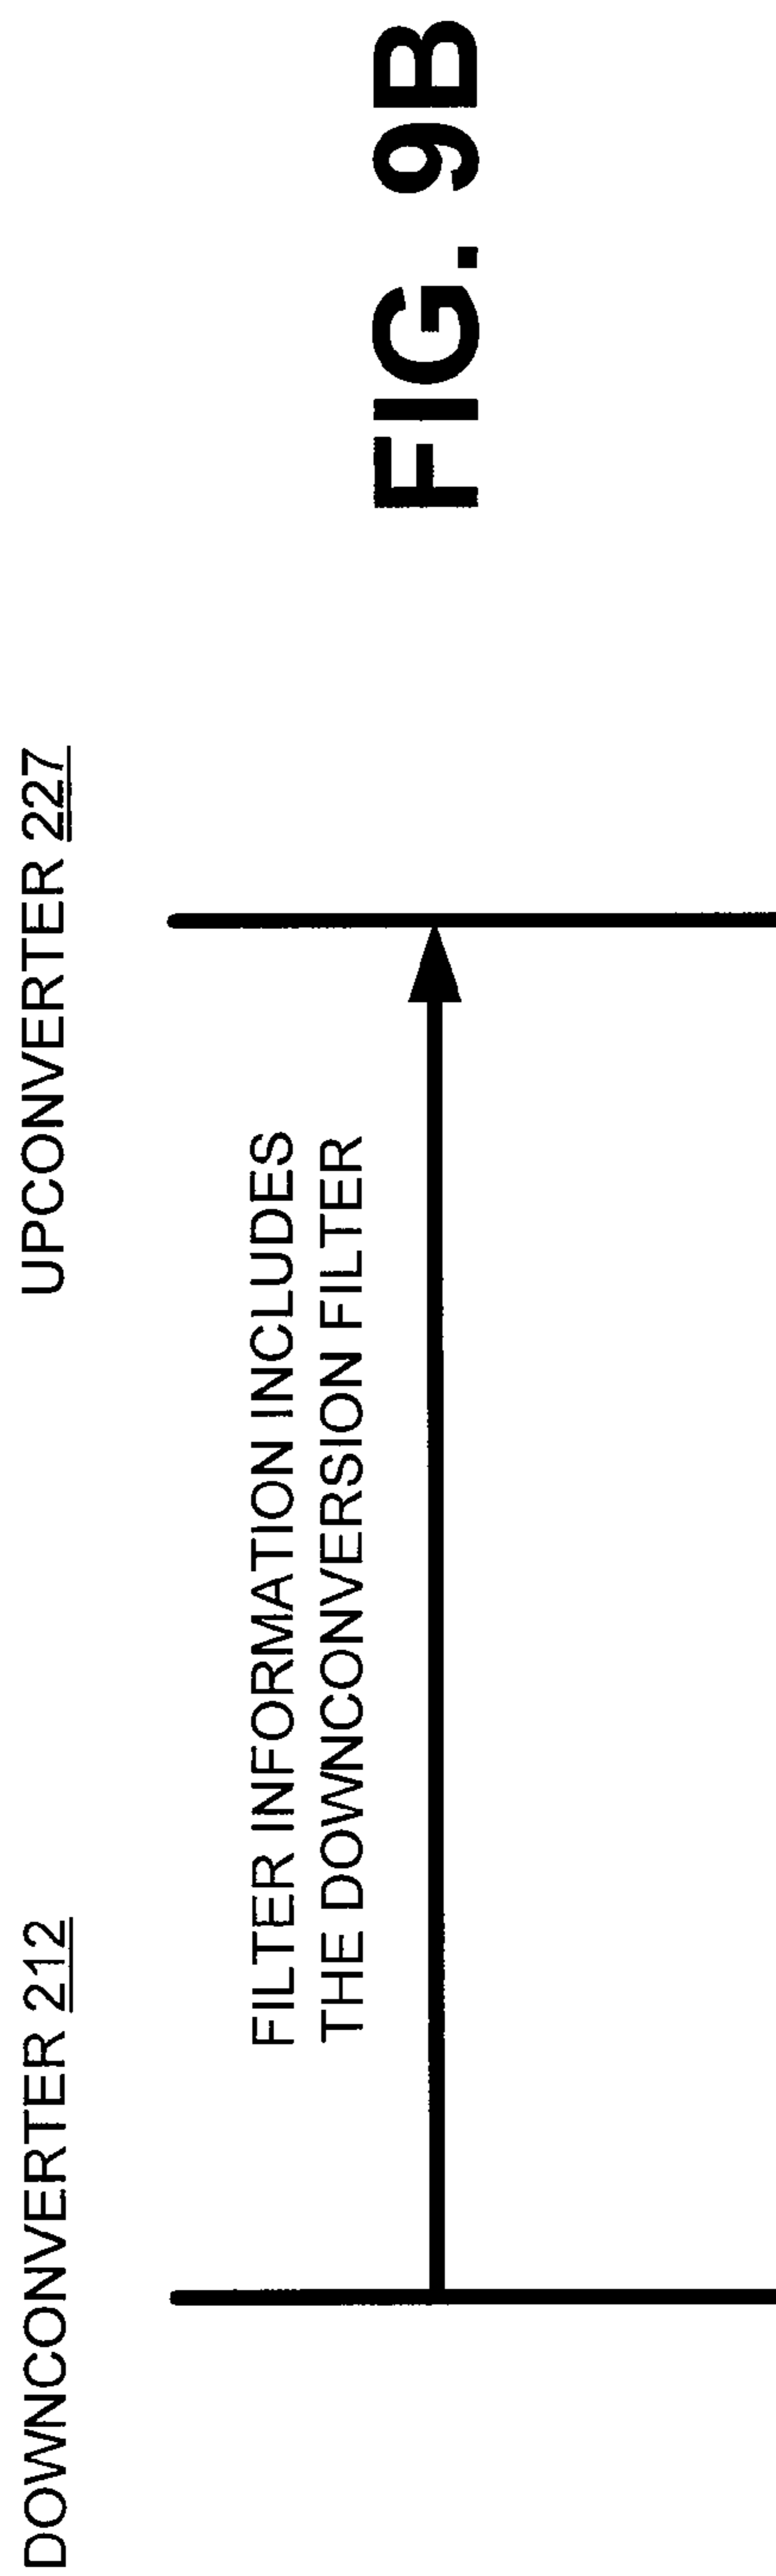 DOWNCONVERTER 212
UPCONVERTER 227
FILTER INFORMATION INCLUDES
THE DOWNCONVERSION FILTER
FIG. 9B